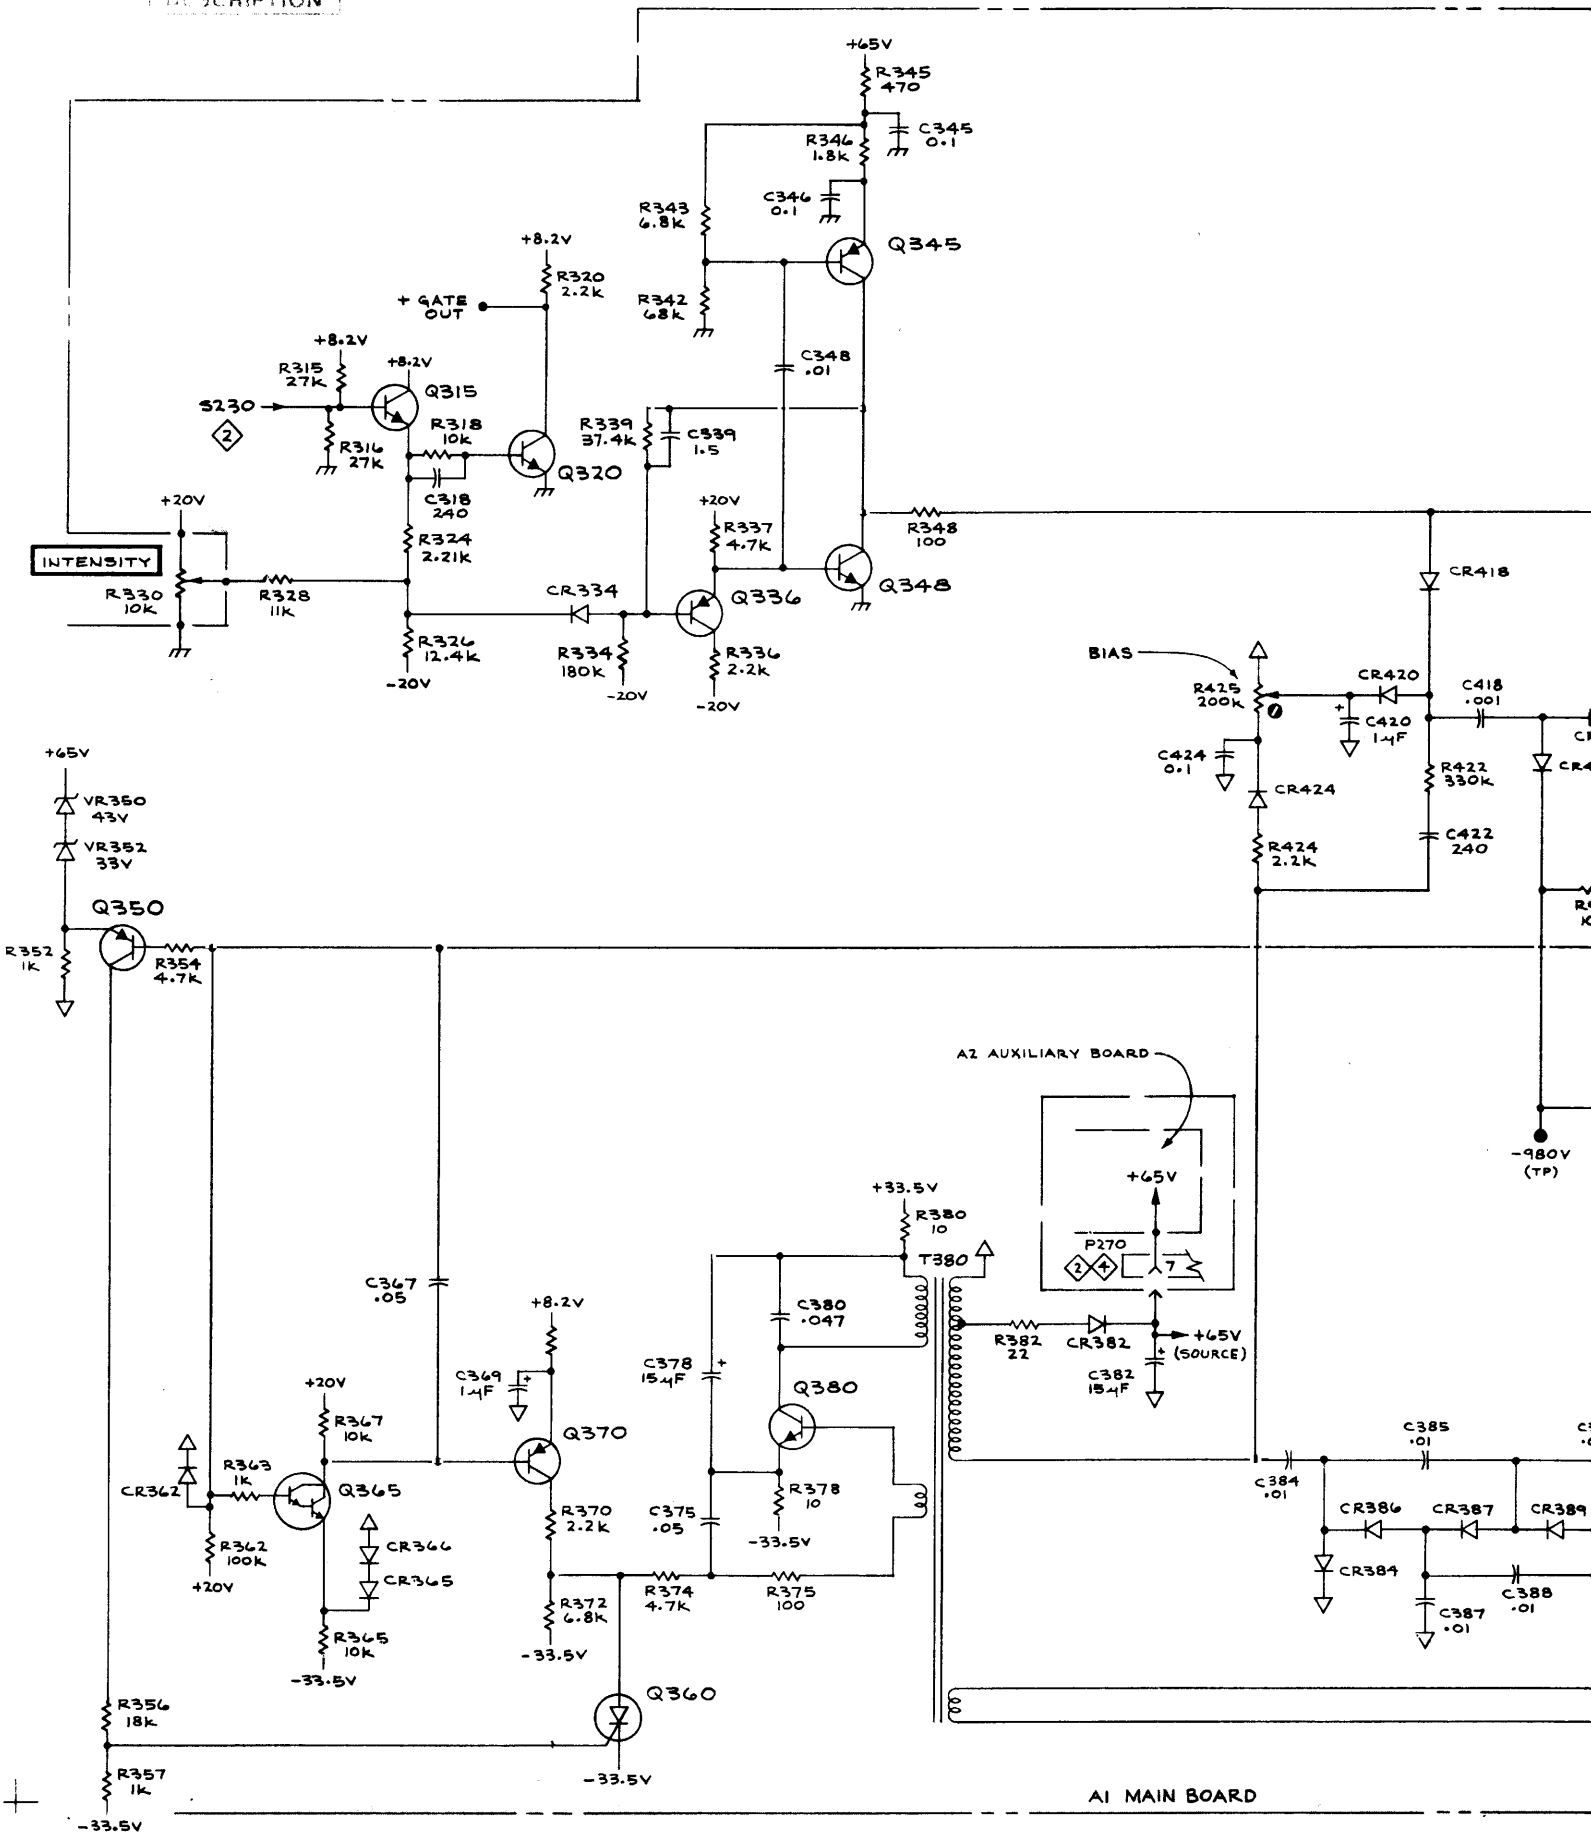 DESCRIPTION
+65V
R345
470
C345
0.1
R346
1.8K
C346
0.1
R343
6.8K
Q345
+8.2V
R320
2.2K
+ GATE
OUT
R342
68K
+8.2V
+8.2V
R315
27K
Q315
C348
.01
S230
2
R318
10K
R316
27K
R339
37.4K
C339
1.5
Q320
C318
240
+20V
+20V
R337
4.7K
R348
100
R324
2.21K
INTENSITY
R330
10K
R328
11K
CR334
Q336
Q348
CR418
R326
12.4K
R334
180K
R336
2.2K
-20V
-20V
-20V
BIAS
R425
200K
CR420
C418
.001
C420
1µF
C424
0.1
R422
330K
CR4
CR424
+65V
VR350
43V
VR352
33V
R424
2.2K
C422
240
Q350
R352
1K
R354
4.7K
A2 AUXILIARY BOARD
-980V
(TP)
+65V
+33.5V
R380
10
T380
P270
2
4
7
C367
.05
+8.2V
C380
.047
R382
22
CR382
+65V
(SOURCE)
C382
15µF
C369
1µF
C378
15µF
Q380
+20V
R367
10K
Q370
C385
.01
R363
1K
CR362
Q365
C384
.01
R378
10
C375
.05
-33.5V
R370
2.2K
CR386
CR387
CR389
R362
100K
+20V
CR366
CR365
CR384
C388
.01
C387
.01
R372
6.8K
R374
4.7K
R375
100
R365
10K
-33.5V
-33.5V
R356
18K
Q360
R357
1K
-33.5V
-33.5V
A1 MAIN BOARD